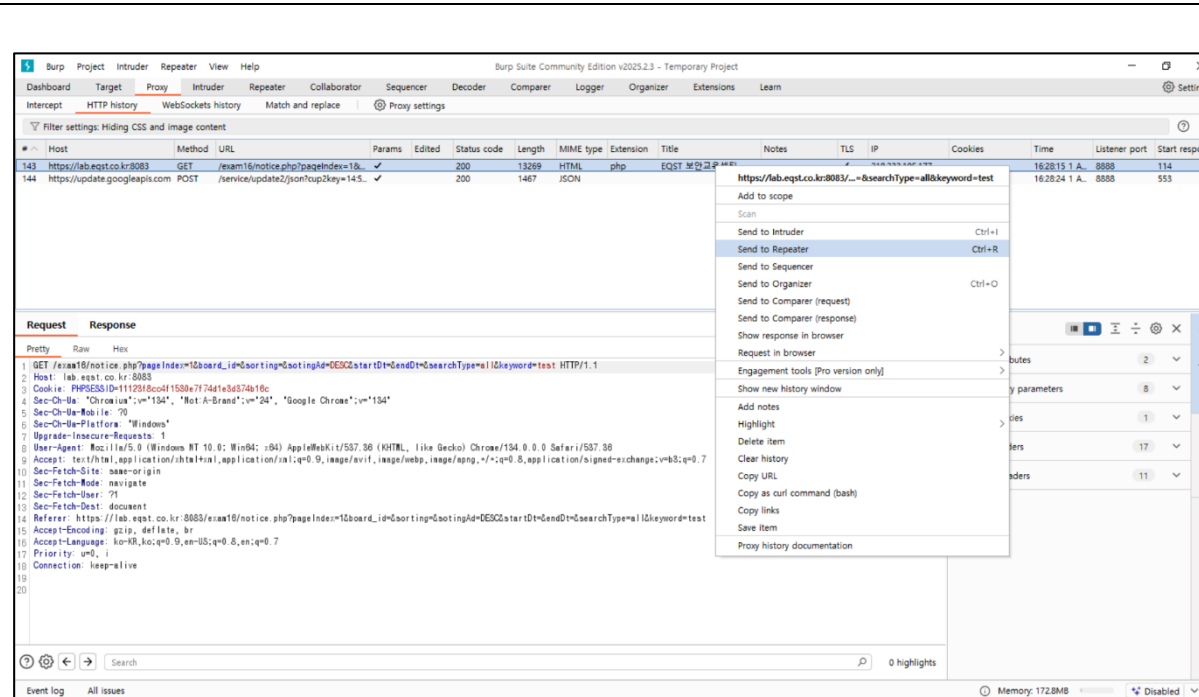 Burp Project Intruder Repeater View Help Burp Suite Community Edition v2025.2.3 - Temporary Project
Dashboard Target Proxy Intruder Repeater Collaborator Sequencer Decoder Comparer Logger Organizer Extensions Learn
Intercept HTTP history WebSockets history Match and replace Proxy settings
Filter settings: Hiding CSS and image content
# Host Method URL Params Edited Status code Length MIME type Extension Title Notes TLS IP Cookies Time Listener port
143 https://lab.eqst.co.kr:8083 GET /exam16/notice.php?pageIndex=1&... ✓ 200 13269 HTML php EQST 16:28:15 1 A... 8888 114
144 https://update.googleapis.com POST /service/update2/json?cup2key=14:5... ✓ 200 1467 JSON 16:28:24 1 A... 8888 553
https://lab.eqst.co.kr:8083/...=&searchType=all&keyword=test
Add to scope
Scan
Send to Intruder Ctrl+I
Send to Repeater Ctrl+R
Send to Sequencer
Send to Organizer Ctrl+O
Send to Comparer (request)
Send to Comparer (response)
Show response in browser
Request in browser
Engagement tools [Pro version only]
Show new history window
Add notes
Highlight
Delete item
Clear history
Copy URL
Copy as curl command (bash)
Copy links
Save item
Proxy history documentation
Request Response
Pretty Raw Hex
1 GET /exam16/notice.php?pageIndex=1&board_id=&sorting=&sotingAd=DESC&startDt=&endDt=&searchType=all&keyword=test HTTP/1.1
2 Host: lab.eqst.co.kr:8083
3 Cookie: PHPSESSID=11123f8cc4f1580e7f74d1e3d374b16c
4 Sec-Ch-Ua: "Chromium";v="134", "Not:A-Brand";v="24", "Google Chrome";v="134"
5 Sec-Ch-Ua-Mobile: ?0
6 Sec-Ch-Ua-Platform: "Windows"
7 Upgrade-Insecure-Requests: 1
8 User-Agent: Mozilla/5.0 (Windows NT 10.0; Win64; x64) AppleWebKit/537.36 (KHTML, like Gecko) Chrome/134.0.0.0 Safari/537.36
9 Accept: text/html,application/xhtml+xml,application/xml;q=0.9,image/avif,image/webp,image/apng,*/*;q=0.8,application/signed-exchange;v=b3;q=0.7
10 Sec-Fetch-Site: same-origin
11 Sec-Fetch-Mode: navigate
12 Sec-Fetch-User: ?1
13 Sec-Fetch-Dest: document
14 Referer: https://lab.eqst.co.kr:8083/exam16/notice.php?pageIndex=1&board_id=&sorting=&sotingAd=DESC&startDt=&endDt=&searchType=all&keyword=test
15 Accept-Encoding: gzip, deflate, br
16 Accept-Language: ko-KR,ko;q=0.9,en-US;q=0.8,en;q=0.7
17 Priority: u=0, i
18 Connection: keep-alive
19
20
2
8
1
17
11
Search 0 highlights
Event log All issues Memory: 172.8MB Disabled